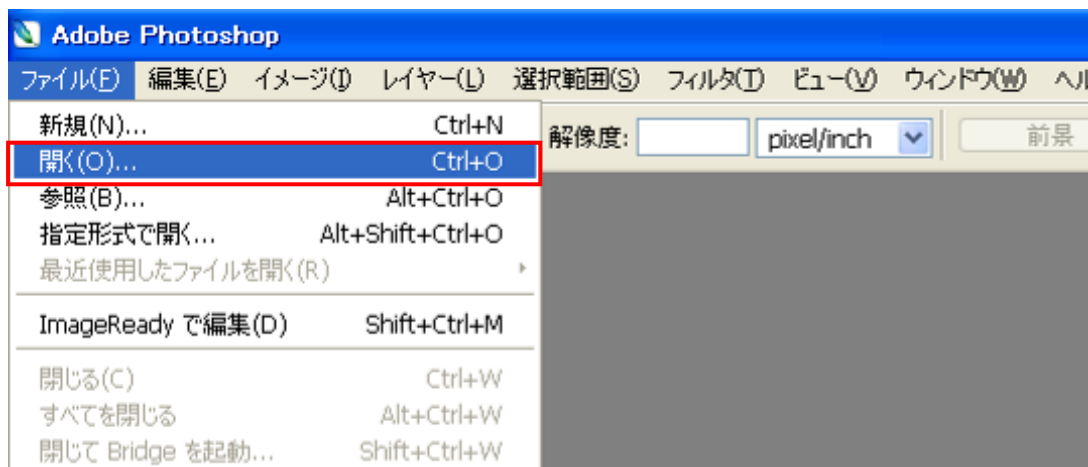 Adobe Photoshop
ファイル(F) 編集(E) イメージ(I) レイヤー(L) 選択範囲(S) フィルタ(T) ビュー(V) ウィンドウ(W) ヘル
新規(N)... Ctrl+N
開く(O)... Ctrl+O
参照(B)... Alt+Ctrl+O
指定形式で開く... Alt+Shift+Ctrl+O
最近使用したファイルを開く(R)
ImageReady で編集(D) Shift+Ctrl+M
閉じる(C) Ctrl+W
すべてを閉じる Alt+Ctrl+W
閉じて Bridge を起動... Shift+Ctrl+W
解像度: pixel/inch 前景